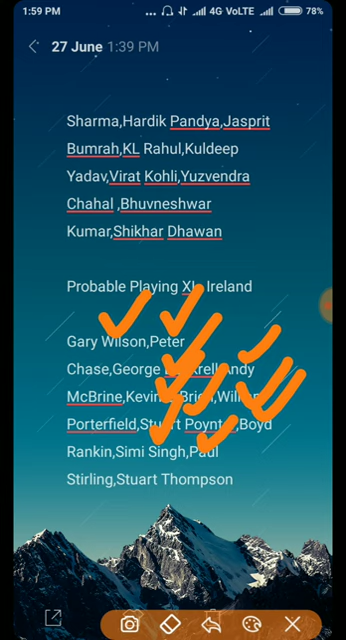 1:59 PM ... 4G VoLTE 78%
27 June 1:39 PM
Sharma,Hardik Pandya,Jasprit
Bumrah,KL Rahul,Kuldeep
Yadav,Virat Kohli,Yuzvendra
Chahal ,Bhuvneshwar
Kumar,Shikhar Dhawan
Probable Playing XI Ireland
Gary Wilson,Peter
Chase,George Andy
McBrine,Kevin
Porterfield,Stuart Poynter,Boyd
Rankin,Simi Singh,Paul
Stirling,Stuart Thompson